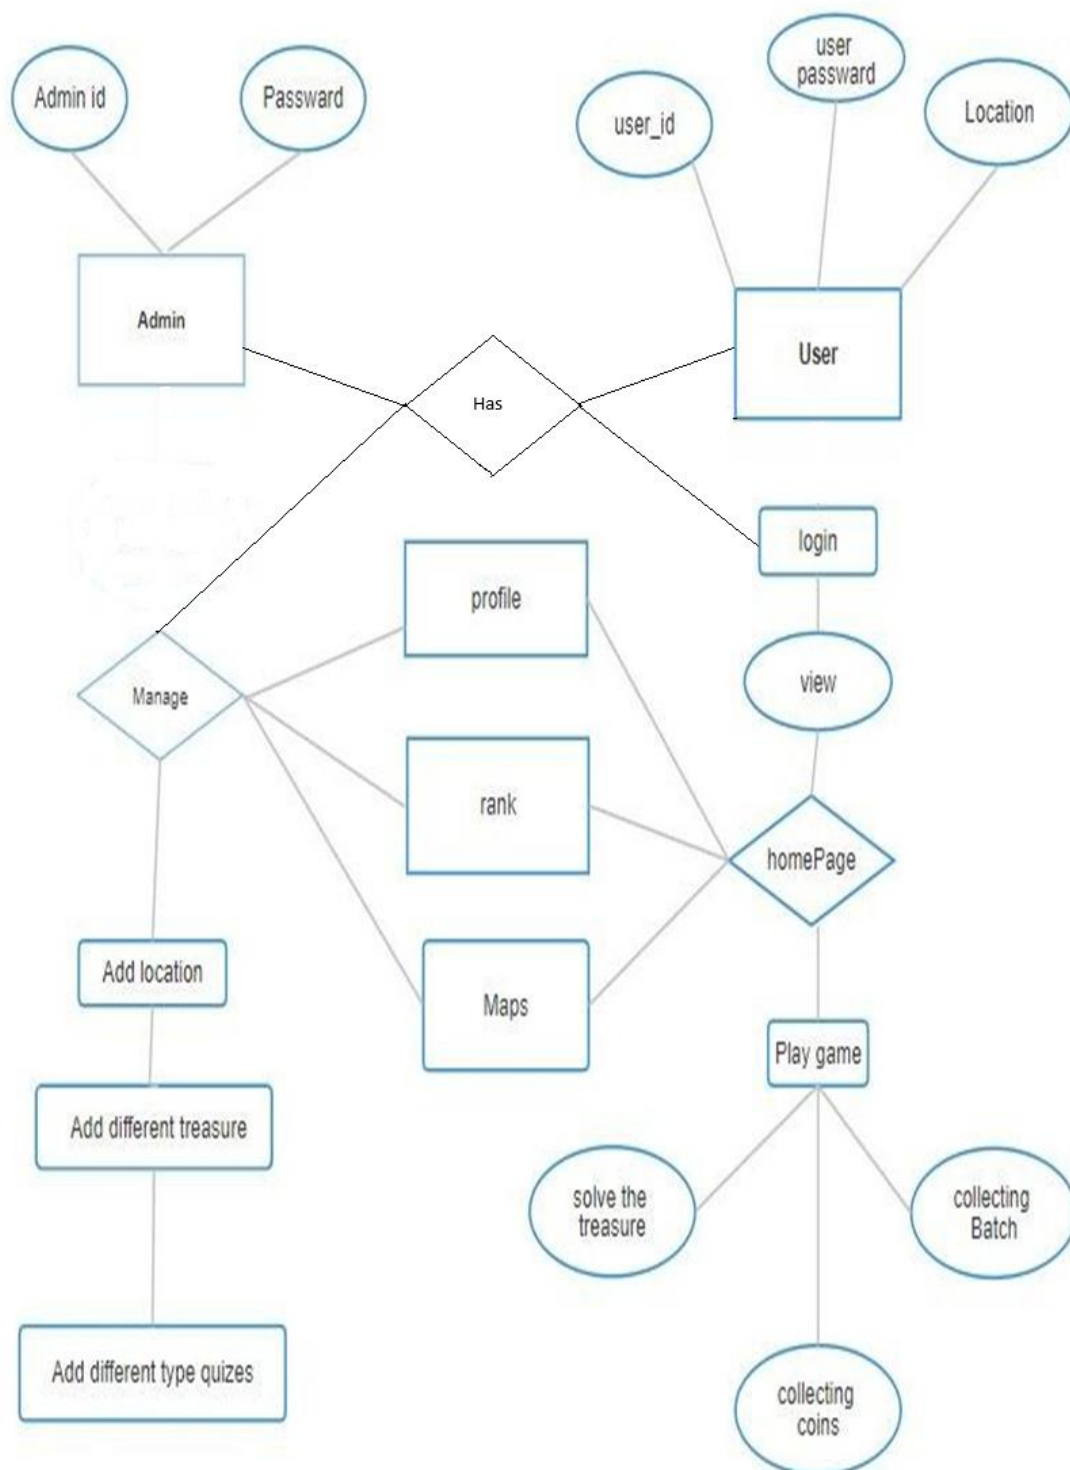 Admin id
Passward
user_id
user
passward
Location
Admin
User
Has
login
profile
view
Manage
rank
homePage
Add location
Maps
Play game
Add different treasure
solve the
treasure
collecting
Batch
Add different type quizes
collecting
coins